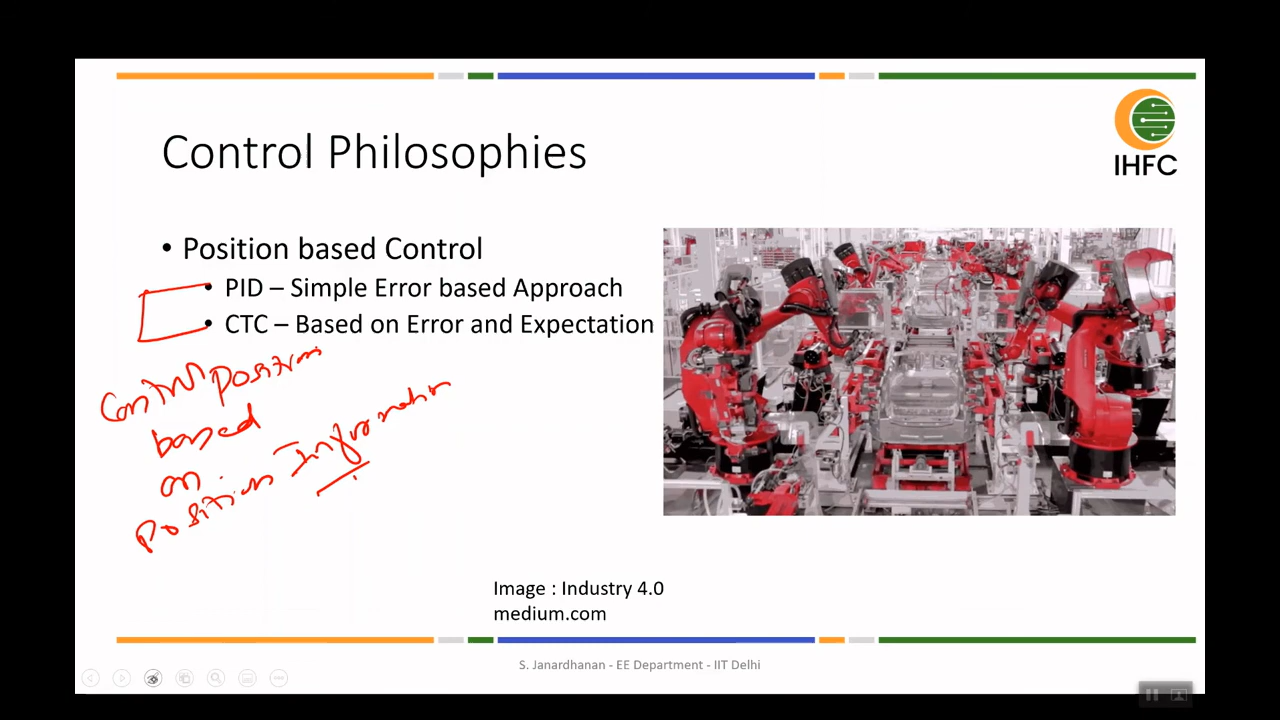 IHFC
Control Philosophies
• Position based Control
• PID – Simple Error based Approach
• CTC – Based on Error and Expectation
Control Position
based
on
Position Information
Image : Industry 4.0
medium.com
S. Janardhanan - EE Department - IIT Delhi